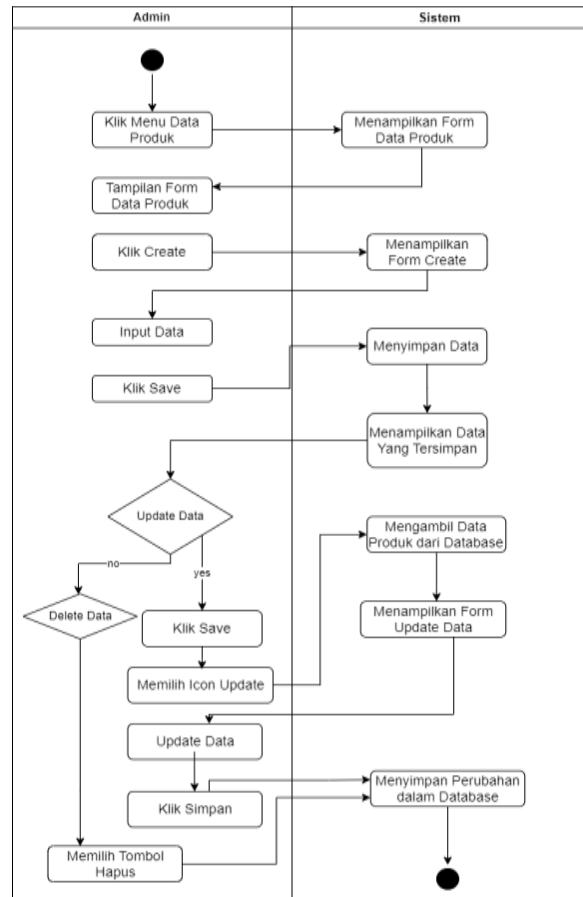 Admin
Sistem
Klik Menu Data
Produk
Menampilkan Form
Data Produk
Tampilan Form
Data Produk
Klik Create
Menampilkan
Form Create
Input Data
Menyimpan Data
Klik Save
Menampilkan Data
Yang Tersimpan
Update Data
Mengambil Data
Produk dari Database
no
yes
Delete Data
Klik Save
Menampilkan Form
Update Data
Memilih Icon Update
Update Data
Klik Simpan
Menyimpan Perubahan
dalam Database
Memilih Tombol
Hapus